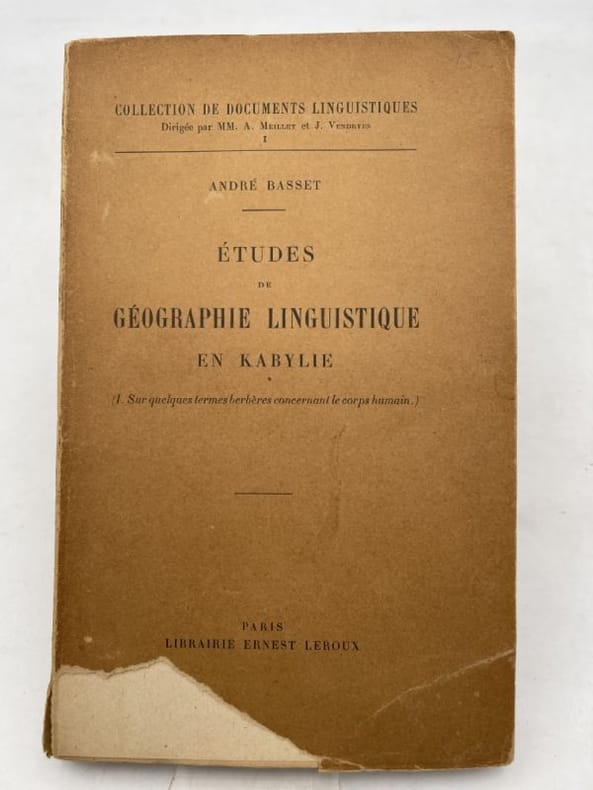 COLLECTION DE DOCUMENTS LINGUISTIQUES
Dirigée par MM. A. MEILLET et J. VENDRYES
I
ANDRÉ BASSET
ÉTUDES
DE
GÉOGRAPHIE LINGUISTIQUE
EN KABYLIE
(I. Sur quelques termes berbères concernant le corps humain.)
PARIS
LIBRAIRIE ERNEST LEROUX